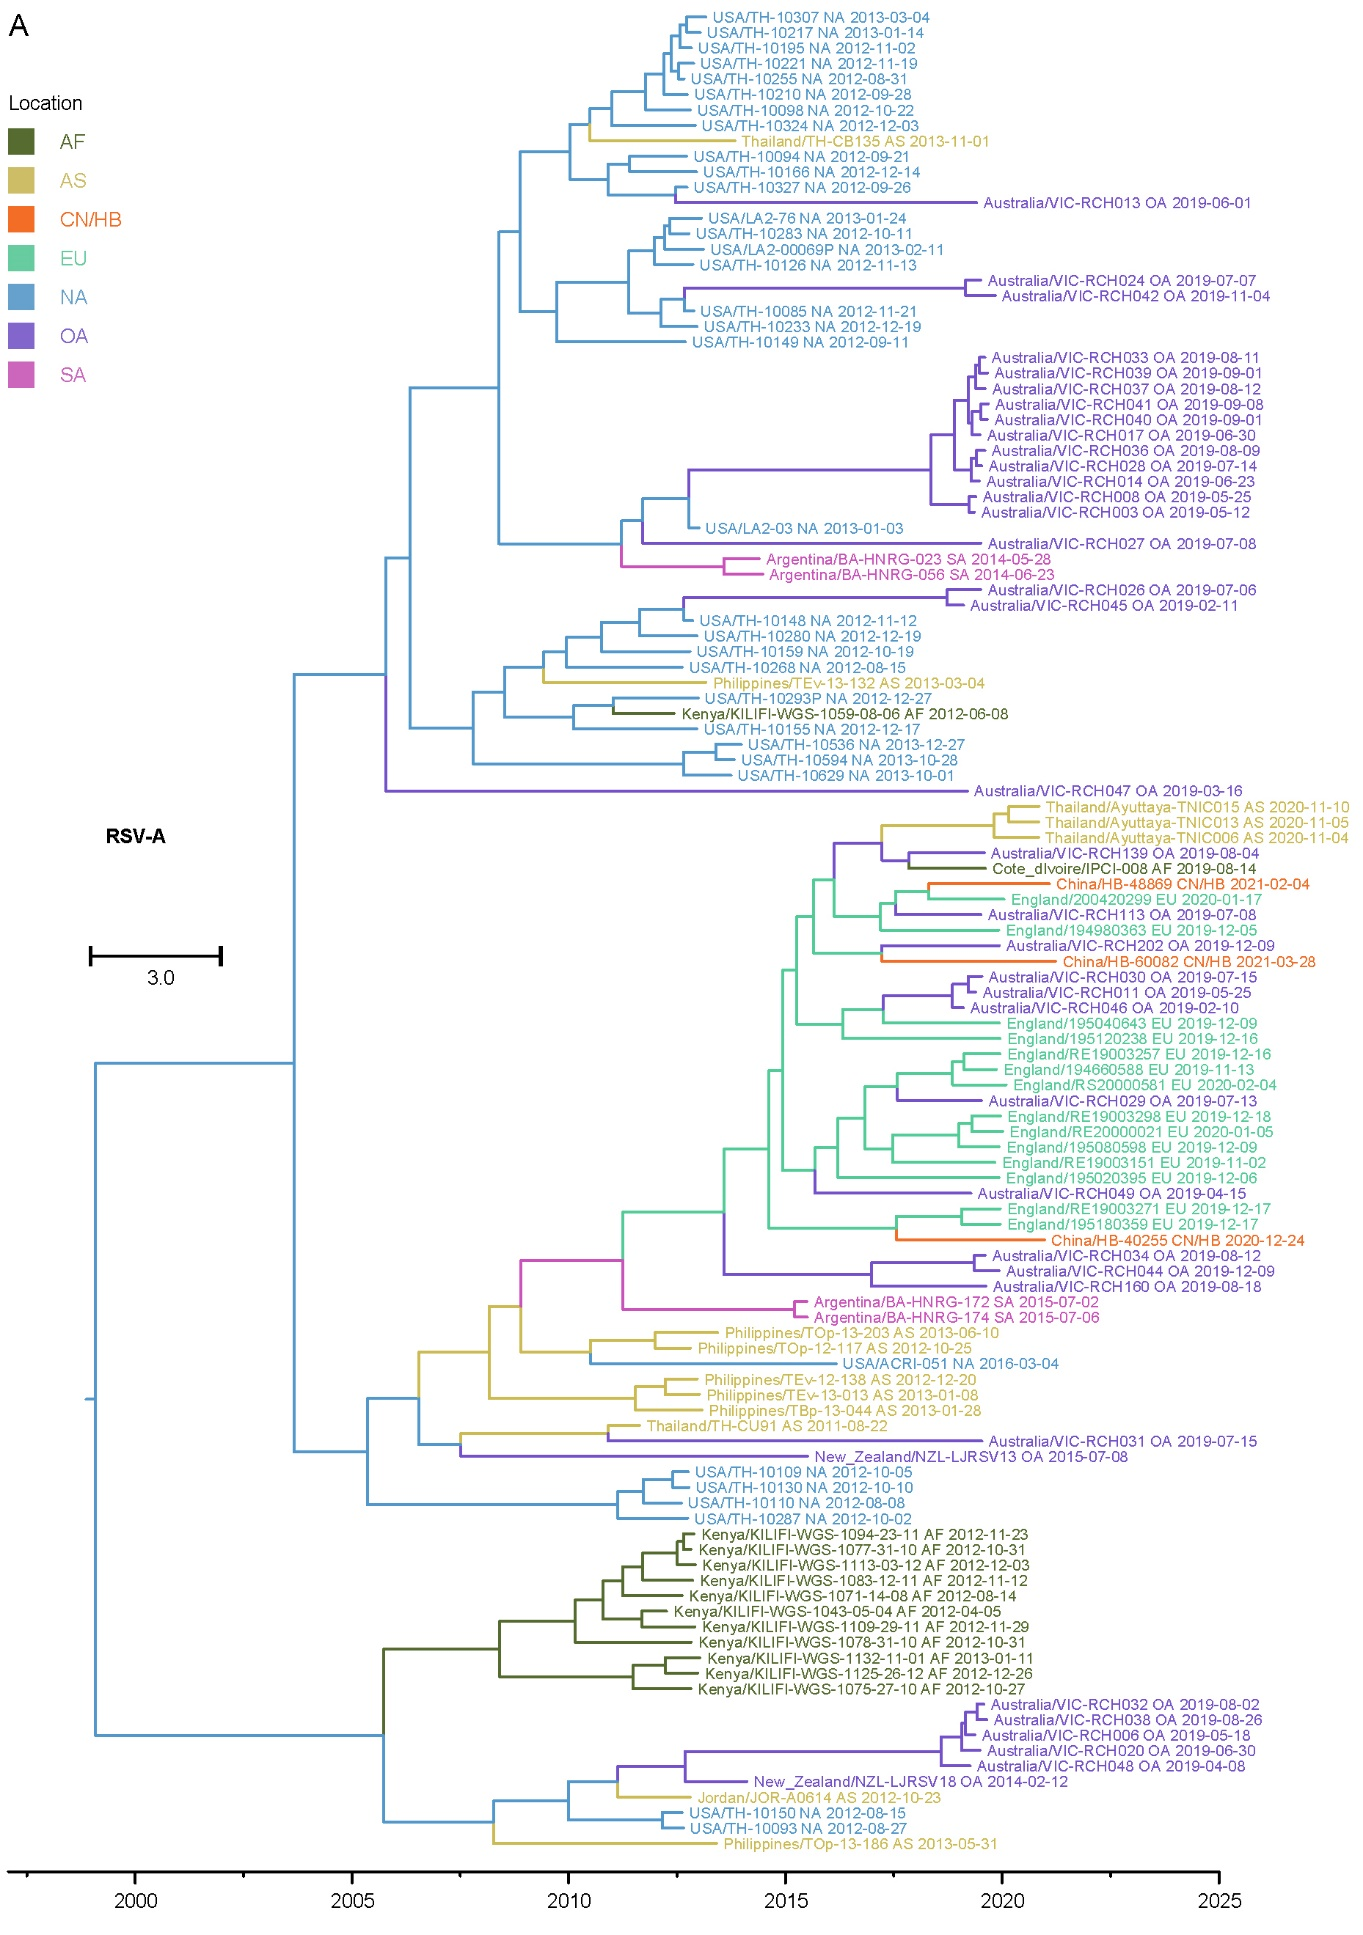 A
Location
AF
AS
CN/HB
EU
NA
OA
SA
USA/TH-10307 NA 2013-03-04
USA/TH-10217 NA 2013-01-14
USA/TH-10195 NA 2012-11-02
USA/TH-10221 NA 2012-11-19
USA/TH-10255 NA 2012-08-31
USA/TH-10210 NA 2012-09-28
USA/TH-10098 NA 2012-10-22
USA/TH-10324 NA 2012-12-03
Thailand/TH-CB135 AS 2013-11-01
USA/TH-10094 NA 2012-09-21
USA/TH-10166 NA 2012-12-14
USA/TH-10327 NA 2012-09-26
Australia/VIC-RCH013 OA 2019-06-01
USA/LA2-76 NA 2013-01-24
USA/TH-10283 NA 2012-10-11
USA/LA2-00069P NA 2013-02-11
USA/TH-10126 NA 2012-11-13
Australia/VIC-RCH024 OA 2019-07-07
Australia/VIC-RCH042 OA 2019-11-04
USA/TH-10085 NA 2012-11-21
USA/TH-10233 NA 2012-12-19
USA/TH-10149 NA 2012-09-11
Australia/VIC-RCH033 OA 2019-08-11
Australia/VIC-RCH039 OA 2019-09-01
Australia/VIC-RCH037 OA 2019-08-12
Australia/VIC-RCH041 OA 2019-09-08
Australia/VIC-RCH040 OA 2019-09-01
Australia/VIC-RCH017 OA 2019-06-30
Australia/VIC-RCH036 OA 2019-08-09
Australia/VIC-RCH028 OA 2019-07-14
Australia/VIC-RCH014 OA 2019-06-23
Australia/VIC-RCH008 OA 2019-05-25
Australia/VIC-RCH003 OA 2019-05-12
USA/LA2-03 NA 2013-01-03
Australia/VIC-RCH027 OA 2019-07-08
Argentina/BA-HNRG-023 SA 2014-05-28
Argentina/BA-HNRG-056 SA 2014-06-23
Australia/VIC-RCH026 OA 2019-07-06
Australia/VIC-RCH045 OA 2019-02-11
USA/TH-10148 NA 2012-11-12
USA/TH-10280 NA 2012-12-19
USA/TH-10159 NA 2012-10-19
USA/TH-10268 NA 2012-08-15
Philippines/TEv-13-132 AS 2013-03-04
USA/TH-10293P NA 2012-12-27
Kenya/KILIFI-WGS-1059-08-06 AF 2012-06-08
USA/TH-10155 NA 2012-12-17
USA/TH-10536 NA 2013-12-27
USA/TH-10594 NA 2013-10-28
USA/TH-10629 NA 2013-10-01
Australia/VIC-RCH047 OA 2019-03-16
Thailand/Ayuttaya-TNIC015 AS 2020-11-10
Thailand/Ayuttaya-TNIC013 AS 2020-11-05
Thailand/Ayuttaya-TNIC006 AS 2020-11-04
RSV-A
Australia/VIC-RCH139 OA 2019-08-04
Cote_dIvoire/IPCI-008 AF 2019-08-14
China/HB-48869 CN/HB 2021-02-04
England/200420299 EU 2020-01-17
Australia/VIC-RCH113 OA 2019-07-08
England/194980363 EU 2019-12-05
Australia/VIC-RCH202 OA 2019-12-09
China/HB-60082 CN/HB 2021-03-28
3.0
Australia/VIC-RCH030 OA 2019-07-15
Australia/VIC-RCH011 OA 2019-05-25
Australia/VIC-RCH046 OA 2019-02-10
England/195040643 EU 2019-12-09
England/195120238 EU 2019-12-16
England/RE19003257 EU 2019-12-16
England/194660588 EU 2019-11-13
England/RS20000581 EU 2020-02-04
Australia/VIC-RCH029 OA 2019-07-13
England/RE19003298 EU 2019-12-18
England/RE20000021 EU 2020-01-05
England/195080598 EU 2019-12-09
England/RE19003151 EU 2019-11-02
England/195020395 EU 2019-12-06
Australia/VIC-RCH049 OA 2019-04-15
England/RE19003271 EU 2019-12-17
England/195180359 EU 2019-12-17
China/HB-40255 CN/HB 2020-12-24
Australia/VIC-RCH034 OA 2019-08-12
Australia/VIC-RCH044 OA 2019-12-09
Australia/VIC-RCH160 OA 2019-08-18
Argentina/BA-HNRG-172 SA 2015-07-02
Argentina/BA-HNRG-174 SA 2015-07-06
Philippines/TOp-13-203 AS 2013-06-10
Philippines/TOp-12-117 AS 2012-10-25
USA/ACRI-051 NA 2016-03-04
Philippines/TEv-12-138 AS 2012-12-20
Philippines/TEv-13-013 AS 2013-01-08
Philippines/TBp-13-044 AS 2013-01-28
Thailand/TH-CU91 AS 2011-08-22
Australia/VIC-RCH031 OA 2019-07-15
New_Zealand/NZL-LJRSV13 OA 2015-07-08
USA/TH-10109 NA 2012-10-05
USA/TH-10130 NA 2012-10-10
USA/TH-10110 NA 2012-08-08
USA/TH-10287 NA 2012-10-02
Kenya/KILIFI-WGS-1094-23-11 AF 2012-11-23
Kenya/KILIFI-WGS-1077-31-10 AF 2012-10-31
Kenya/KILIFI-WGS-1113-03-12 AF 2012-12-03
Kenya/KILIFI-WGS-1083-12-11 AF 2012-11-12
Kenya/KILIFI-WGS-1071-14-08 AF 2012-08-14
Kenya/KILIFI-WGS-1043-05-04 AF 2012-04-05
Kenya/KILIFI-WGS-1109-29-11 AF 2012-11-29
Kenya/KILIFI-WGS-1078-31-10 AF 2012-10-31
Kenya/KILIFI-WGS-1132-11-01 AF 2013-01-11
Kenya/KILIFI-WGS-1125-26-12 AF 2012-12-26
Kenya/KILIFI-WGS-1075-27-10 AF 2012-10-27
Australia/VIC-RCH032 OA 2019-08-02
Australia/VIC-RCH038 OA 2019-08-26
Australia/VIC-RCH006 OA 2019-05-18
Australia/VIC-RCH020 OA 2019-06-30
Australia/VIC-RCH048 OA 2019-04-08
New_Zealand/NZL-LJRSV18 OA 2014-02-12
Jordan/JOR-A0614 AS 2012-10-23
USA/TH-10150 NA 2012-08-15
USA/TH-10093 NA 2012-08-27
Philippines/TOp-13-186 AS 2013-05-31
2000 2005 2010 2015 2020 2025